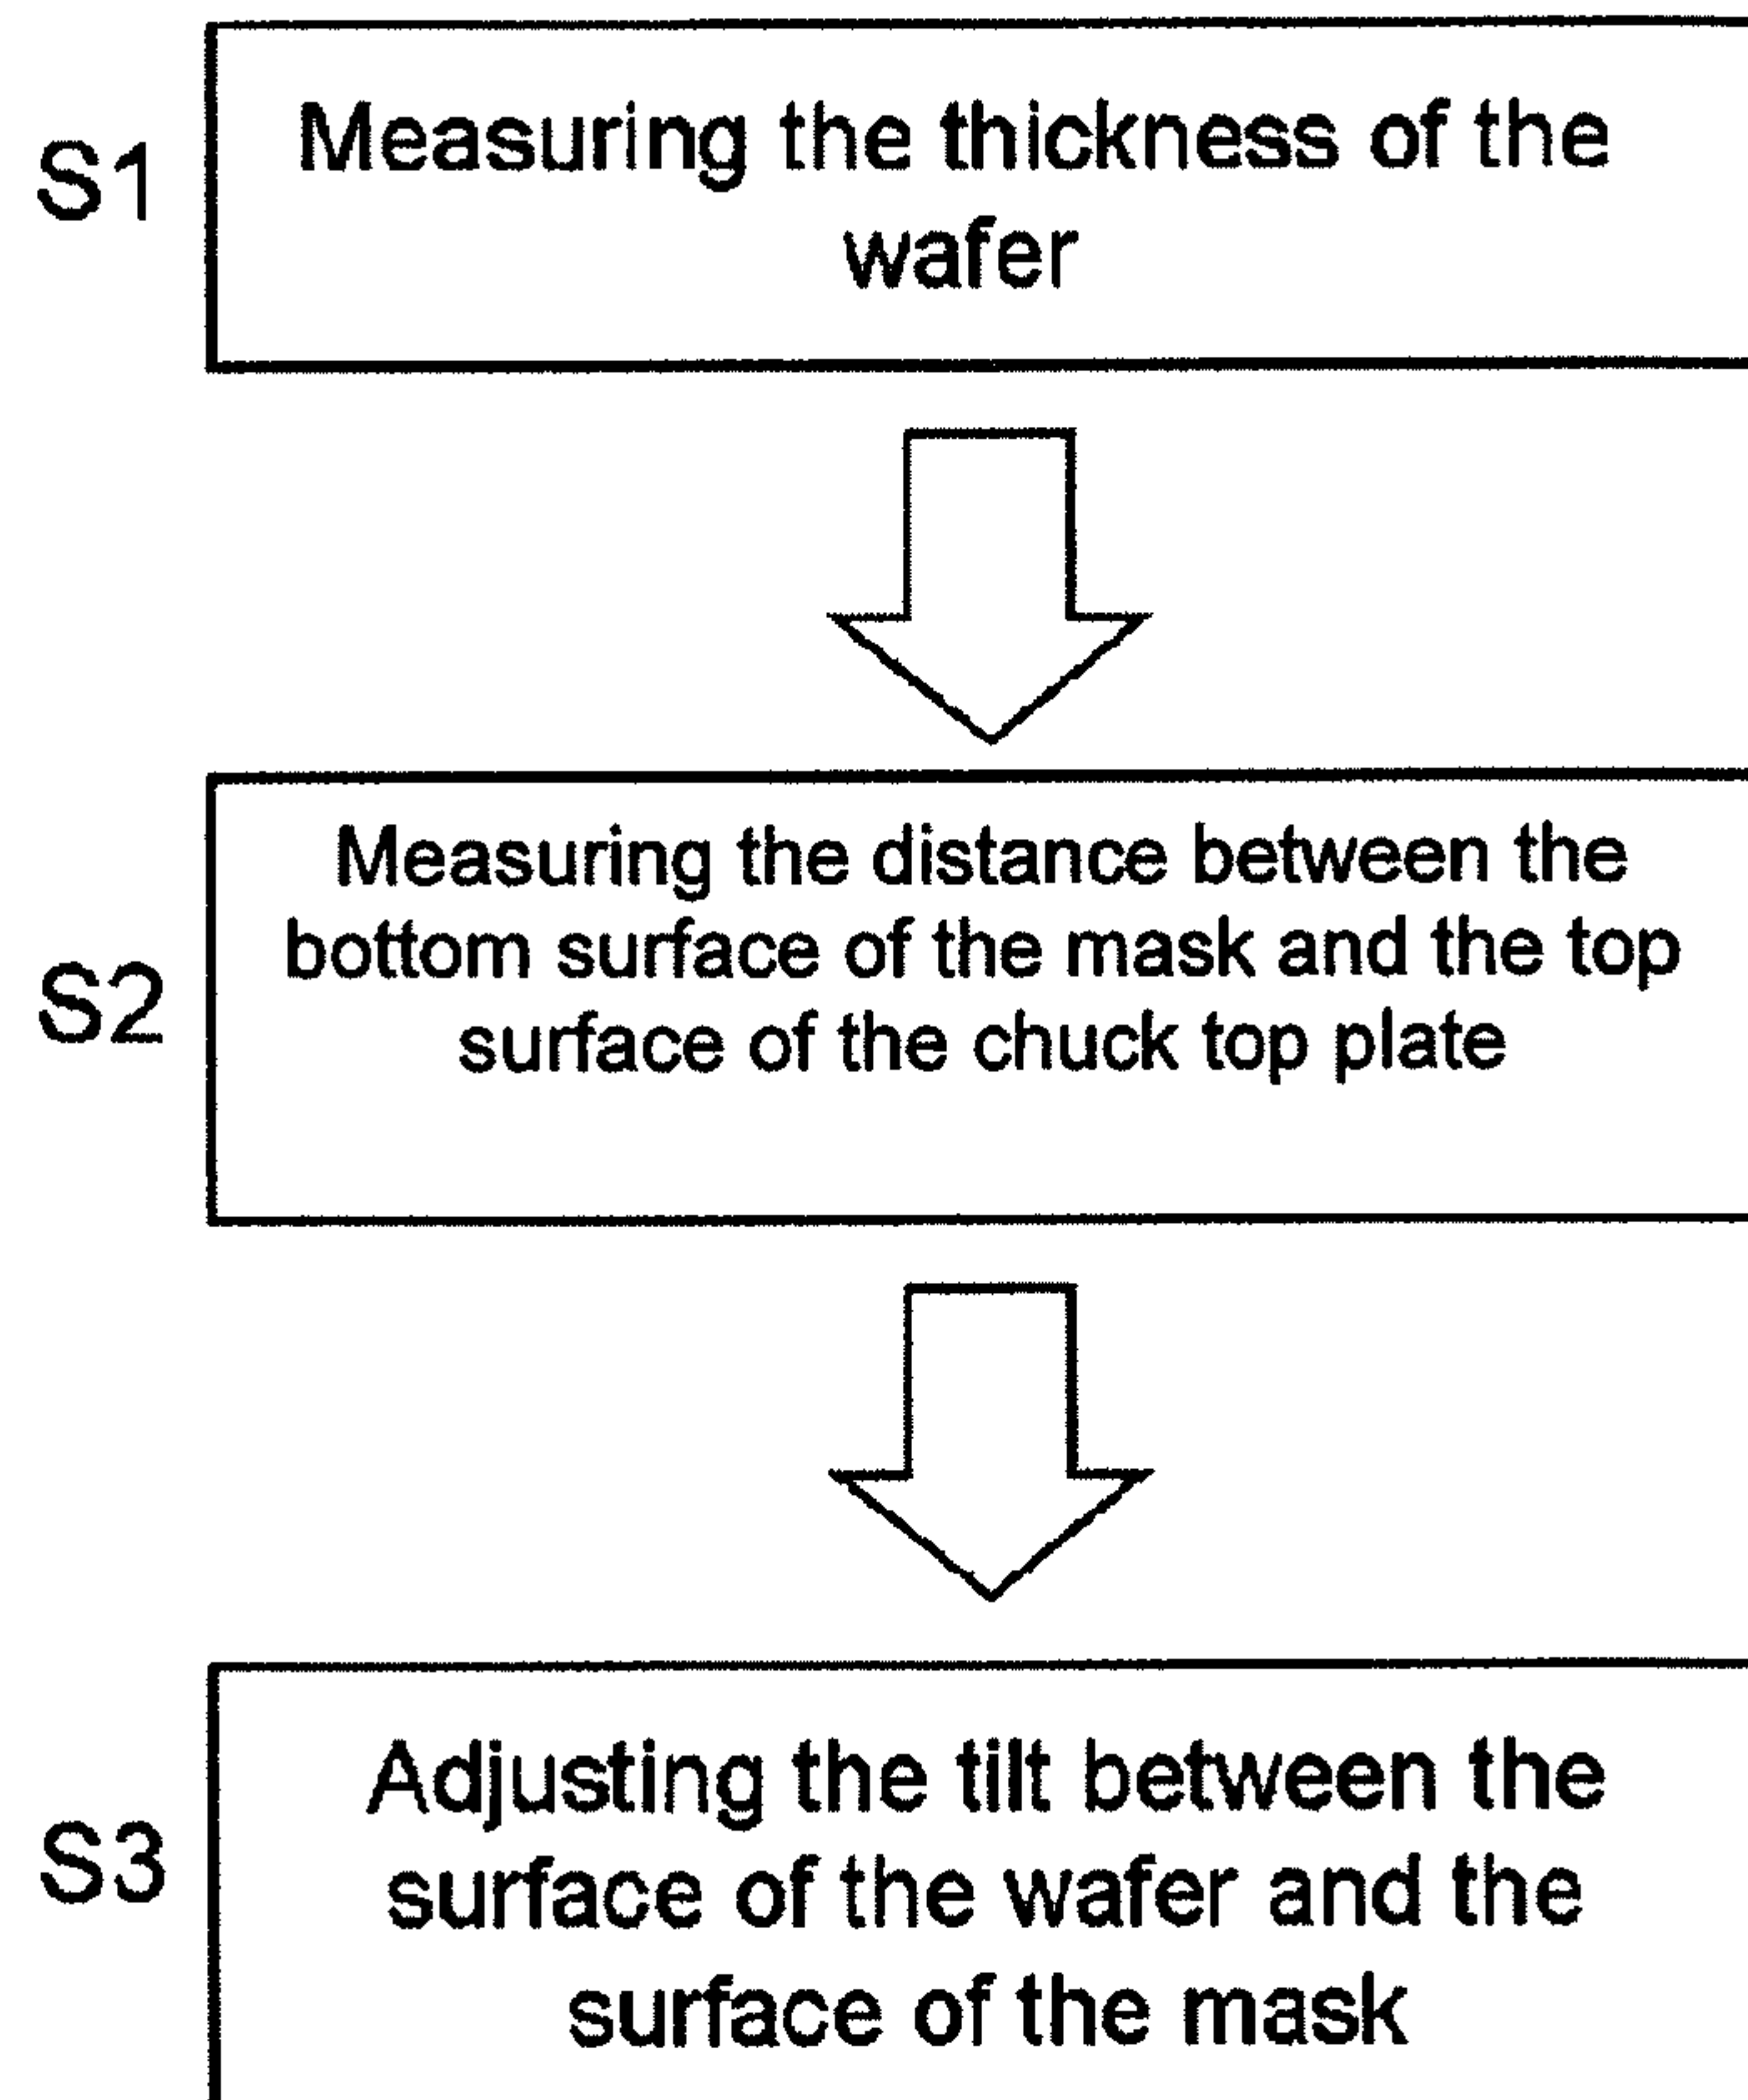 S1
Measuring the thickness of the
wafer
S2
Measuring the distance between the
bottom surface of the mask and the top
surface of the chuck top plate
S3
Adjusting the tilt between the
surface of the wafer and the
surface of the mask